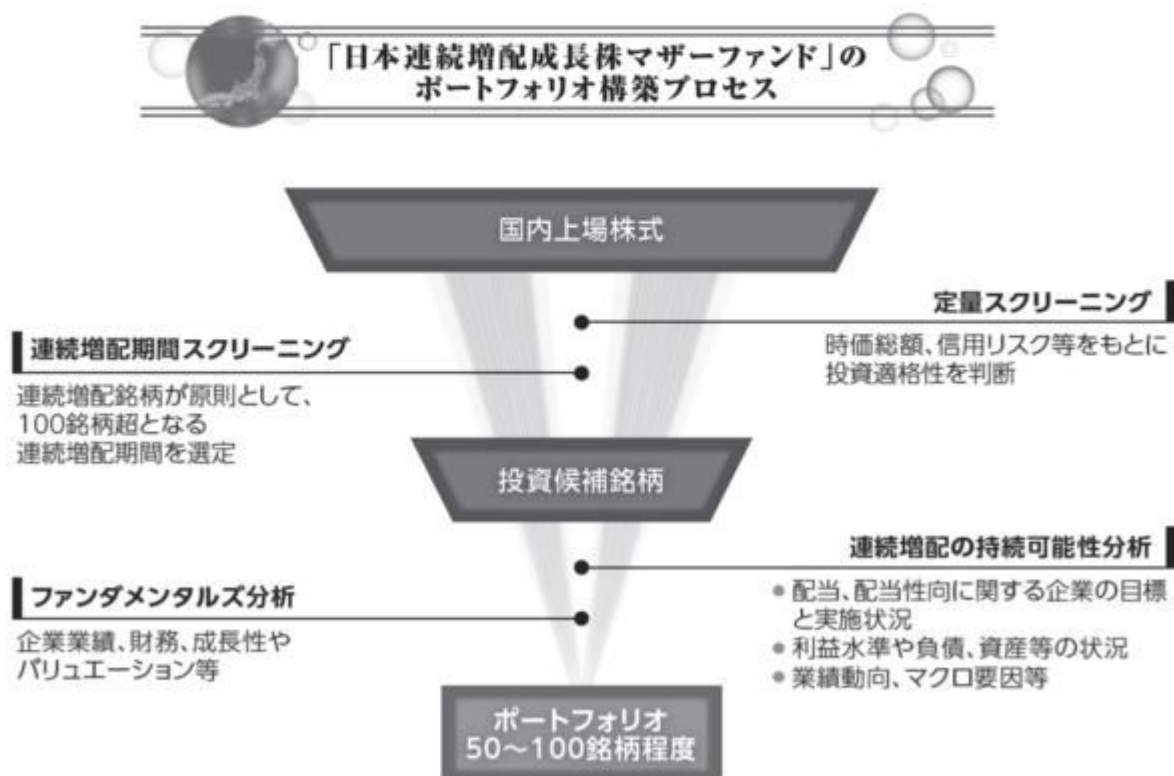 「日本連続増配成長株マザーファンド」の
ポートフォリオ構築プロセス
国内上場株式
定量スクリーニング
時価総額、信用リスク等をもとに
投資適格性を判断
連続増配期間スクリーニング
連続増配銘柄が原則として、
100銘柄超となる
連続増配期間を選定
投資候補銘柄
連続増配の持続可能性分析
● 配当、配当性向に関する企業の目標
と実施状況
● 利益水準や負債、資産等の状況
● 業績動向、マクロ要因等
ファンダメンタルズ分析
企業業績、財務、成長性や
バリュエーション等
ポートフォリオ
50～100銘柄程度